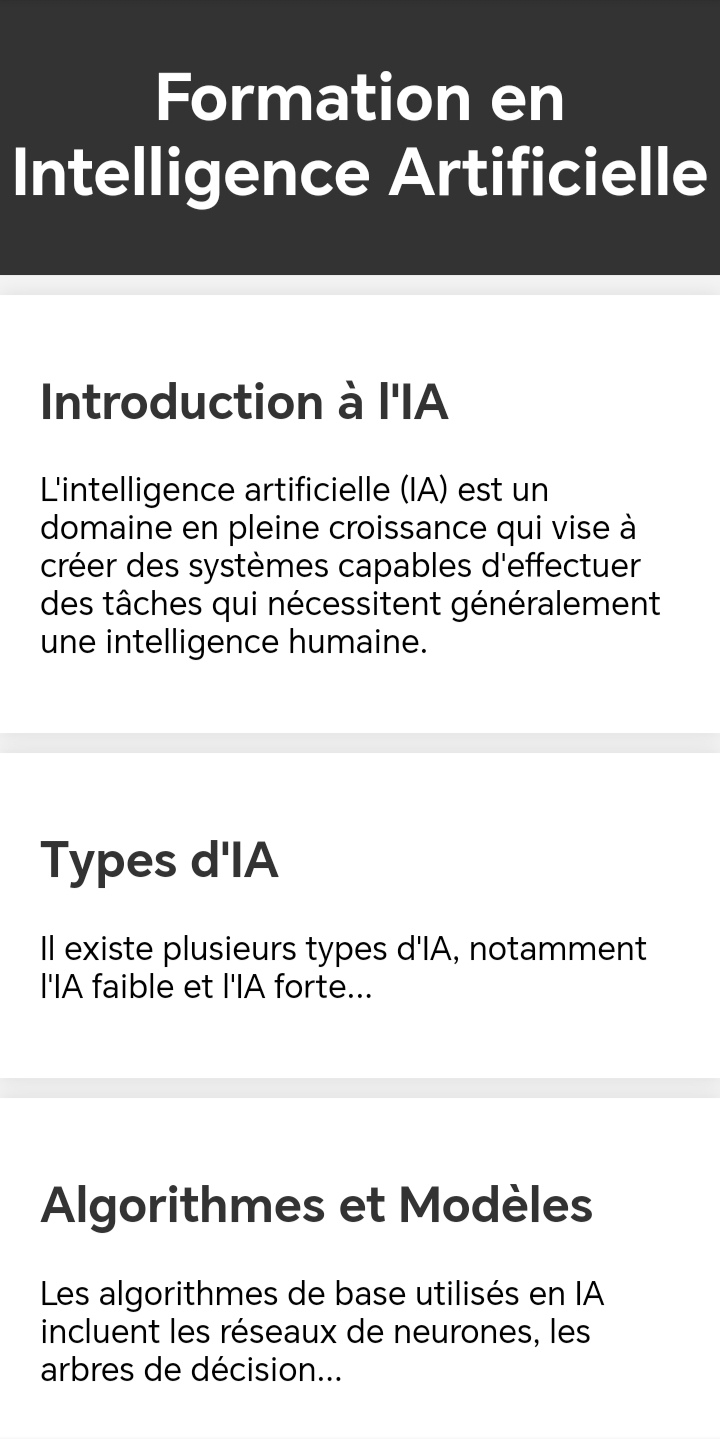 Formation en
Intelligence Artificielle
Introduction à l'IA
L'intelligence artificielle (IA) est un
domaine en pleine croissance qui vise à
créer des systèmes capables d'effectuer
des tâches qui nécessitent généralement
une intelligence humaine.
Types d'IA
Il existe plusieurs types d'IA, notamment
l'IA faible et l'IA forte...
Algorithmes et Modèles
Les algorithmes de base utilisés en IA
incluent les réseaux de neurones, les
arbres de décision...